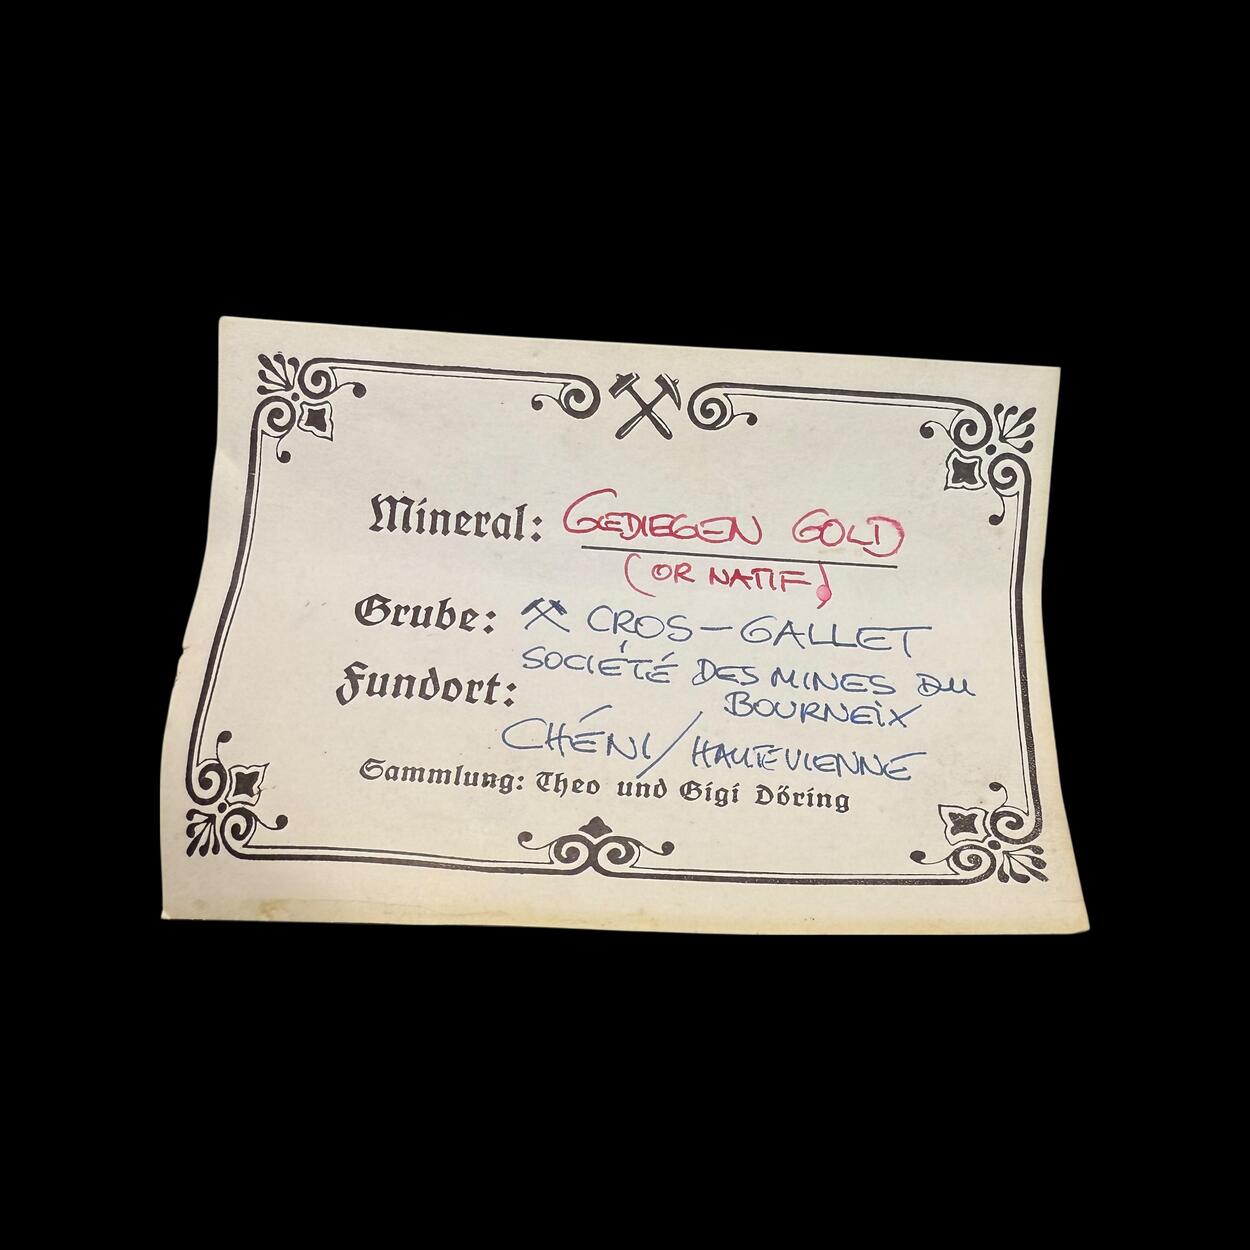 Mineral: GEDIEGEN GOLD
(OR NATIF)
Grube: ⚒ CROS-GALLET
SOCIÉTÉ DES MINES DU
Fundort:
BOURNEIX
CHÉNI/HAUTEVIENNE
Sammlung: Theo und Gigi Döring